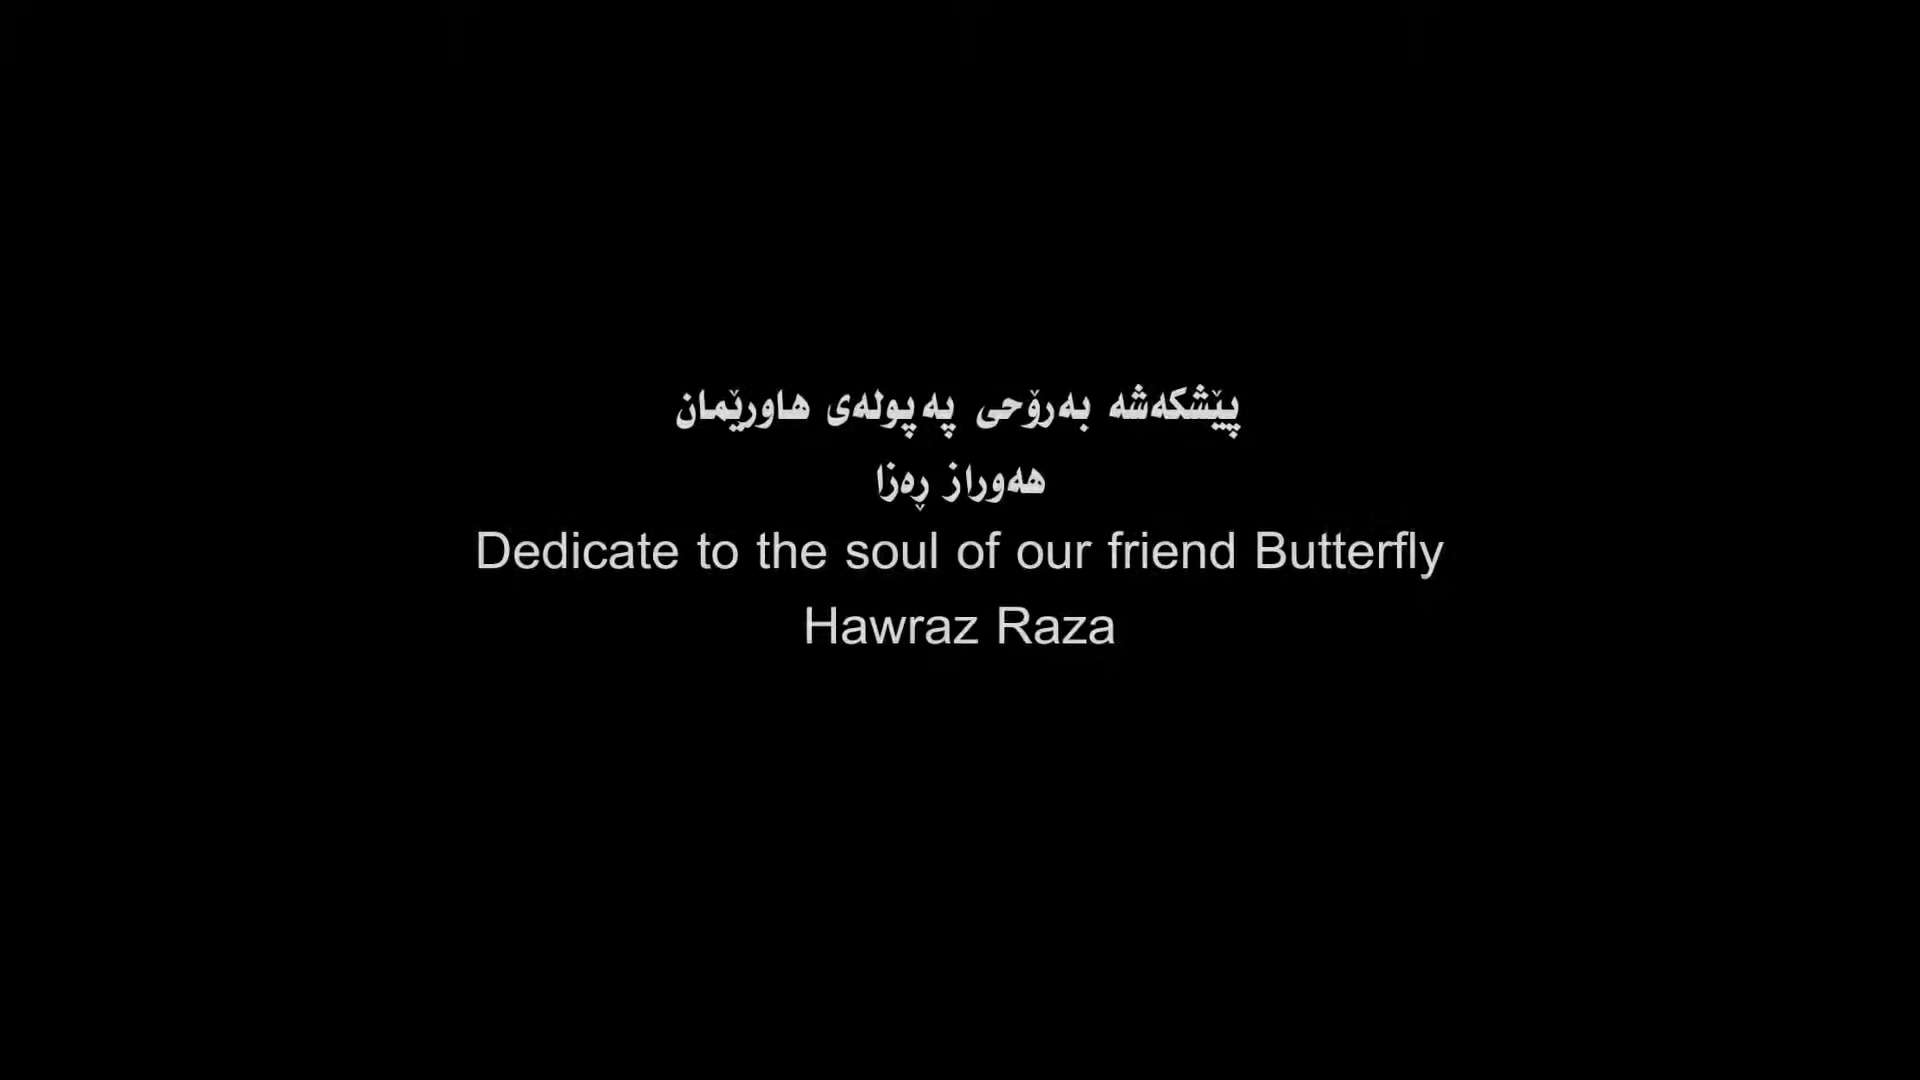 پێشکەشە بەرۆحی پەپولەی هاورێمان
هەوراز ڕەزا
Dedicate to the soul of our friend Butterfly
Hawraz Raza